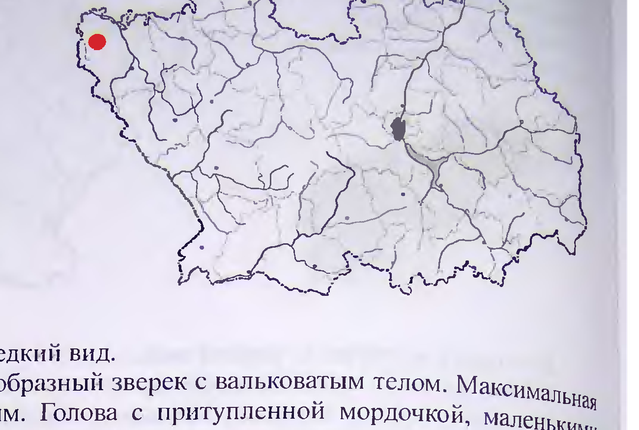 едкий вид.
образный зверек с вальковатым телом. Максимальная
им. Голова с притупленной мордочкой, маленькими